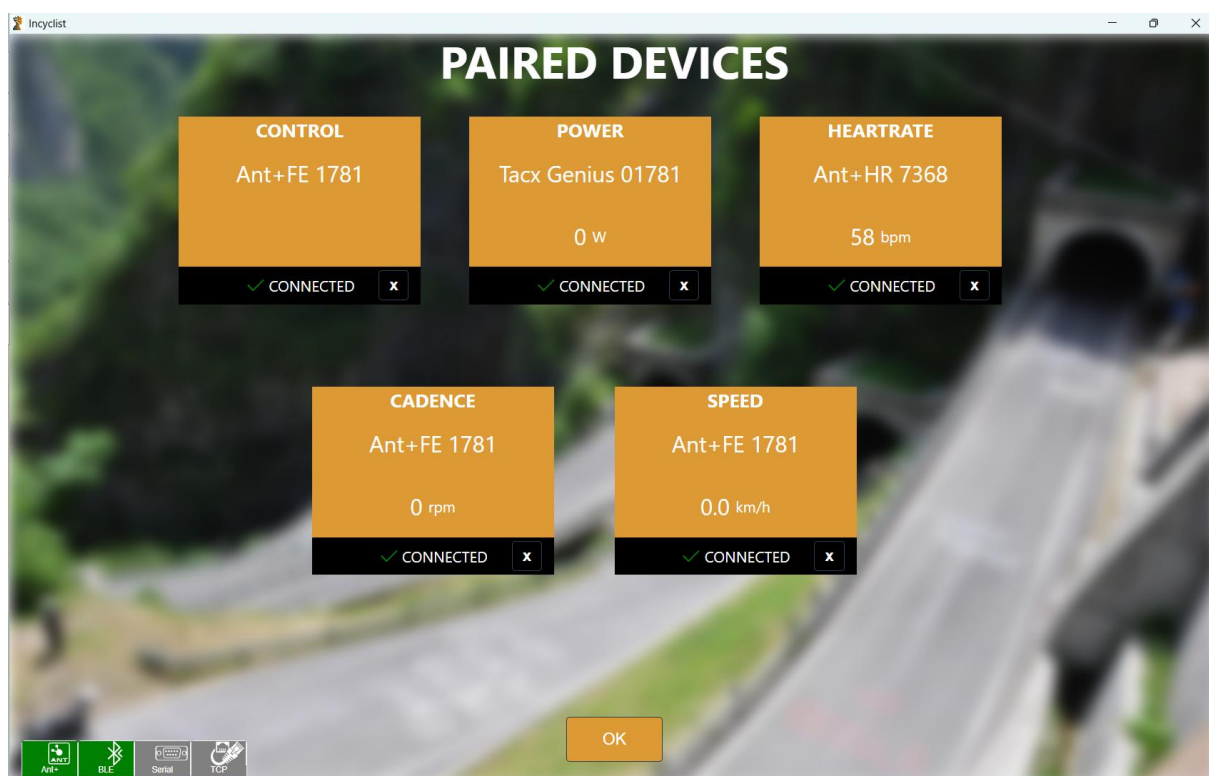 Incyclist
PAIRED DEVICES
CONTROL
Ant+FE 1781
CONNECTED
x
POWER
Tacx Genius 01781
0 W
CONNECTED
x
HEARTRATE
Ant+HR 7368
58 bpm
CONNECTED
x
CADENCE
Ant+FE 1781
0 rpm
CONNECTED
x
SPEED
Ant+FE 1781
0.0 km/h
CONNECTED
x
OK
ANT
Ant+
BLE
Serial
TCP